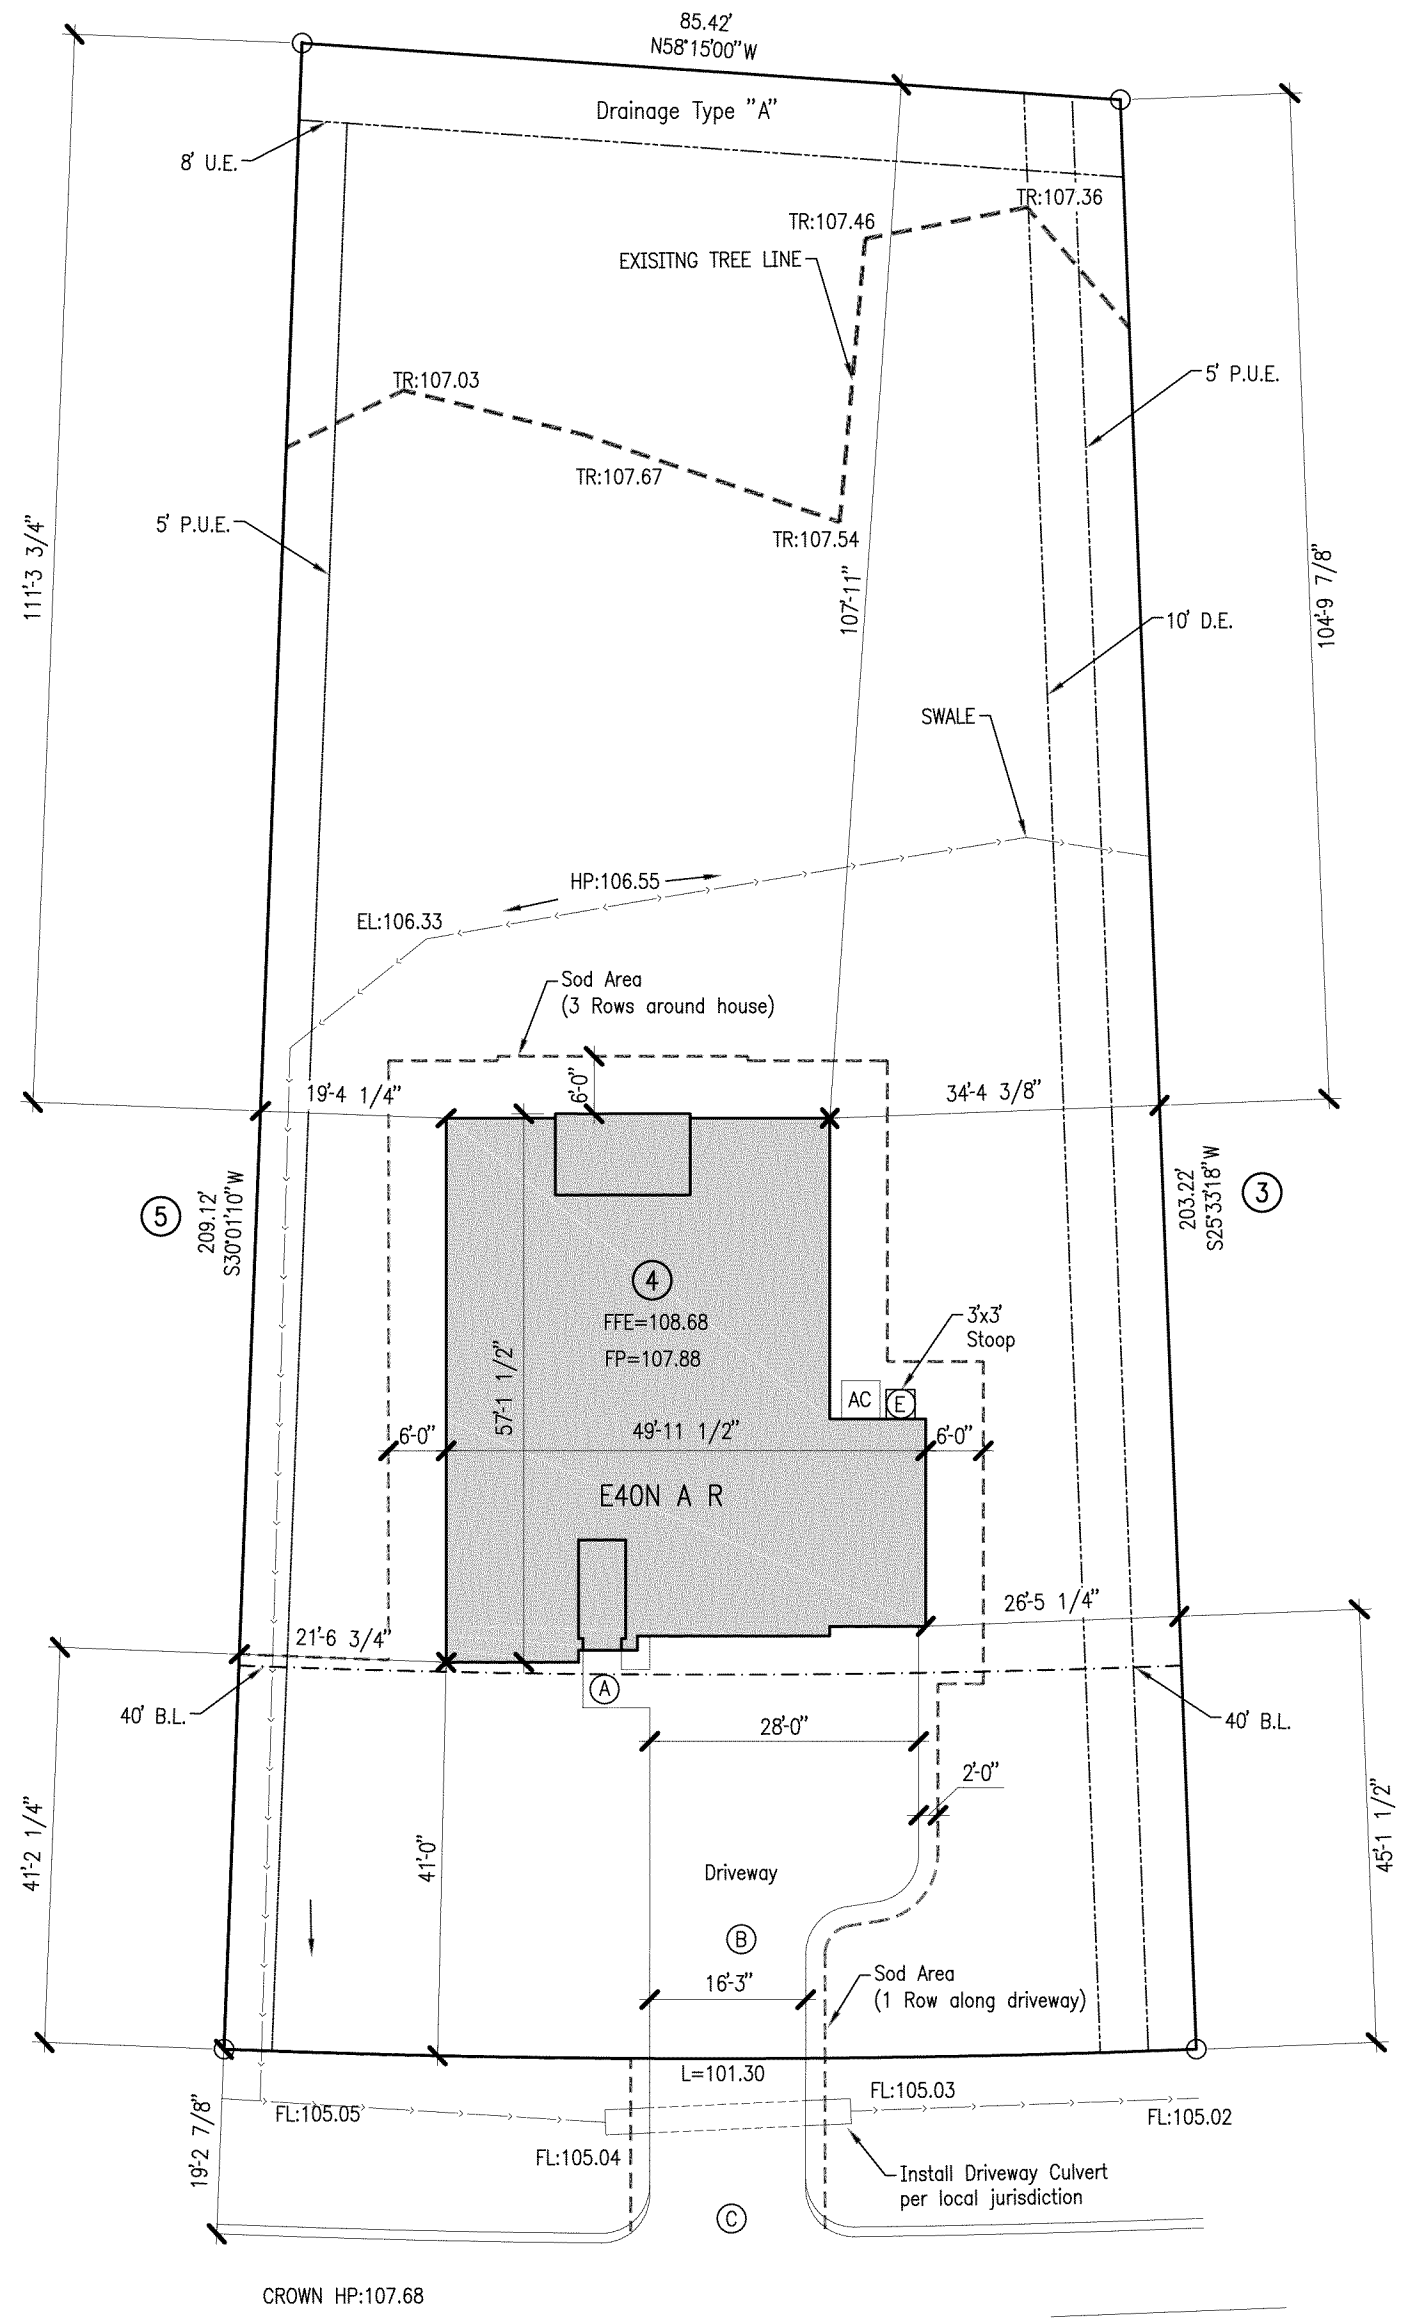 85.42'
N58°15'00"W
Drainage Type "A"
8' U.E.
TR:107.36
TR:107.46
EXISITNG TREE LINE
TR:107.03
5' P.U.E.
TR:107.67
5' P.U.E.
TR:107.54
111'-3 3/4"
107'-11"
104'-9 7/8"
10' D.E.
SWALE
HP:106.55
EL:106.33
Sod Area
(3 Rows around house)
6'-0"
19'-4 1/4"
34'-4 3/8"
5
209.12'
S30°01'10"W
203.22'
S25°33'18"W
3
4
FFE=108.68
FP=107.88
3'x3'
Stoop
57'-1 1/2"
AC
E
6'-0"
49'-11 1/2"
6'-0"
E40N A R
26'-5 1/4"
21'-6 3/4"
A
40' B.L.
40' B.L.
28'-0"
2'-0"
41'-2 1/4"
41'-0"
45'-1 1/2"
Driveway
B
16'-3"
Sod Area
(1 Row along driveway)
L=101.30
FL:105.03
FL:105.05
FL:105.02
19'-2 7/8"
FL:105.04
Install Driveway Culvert
per local jurisdiction
C
CROWN HP:107.68